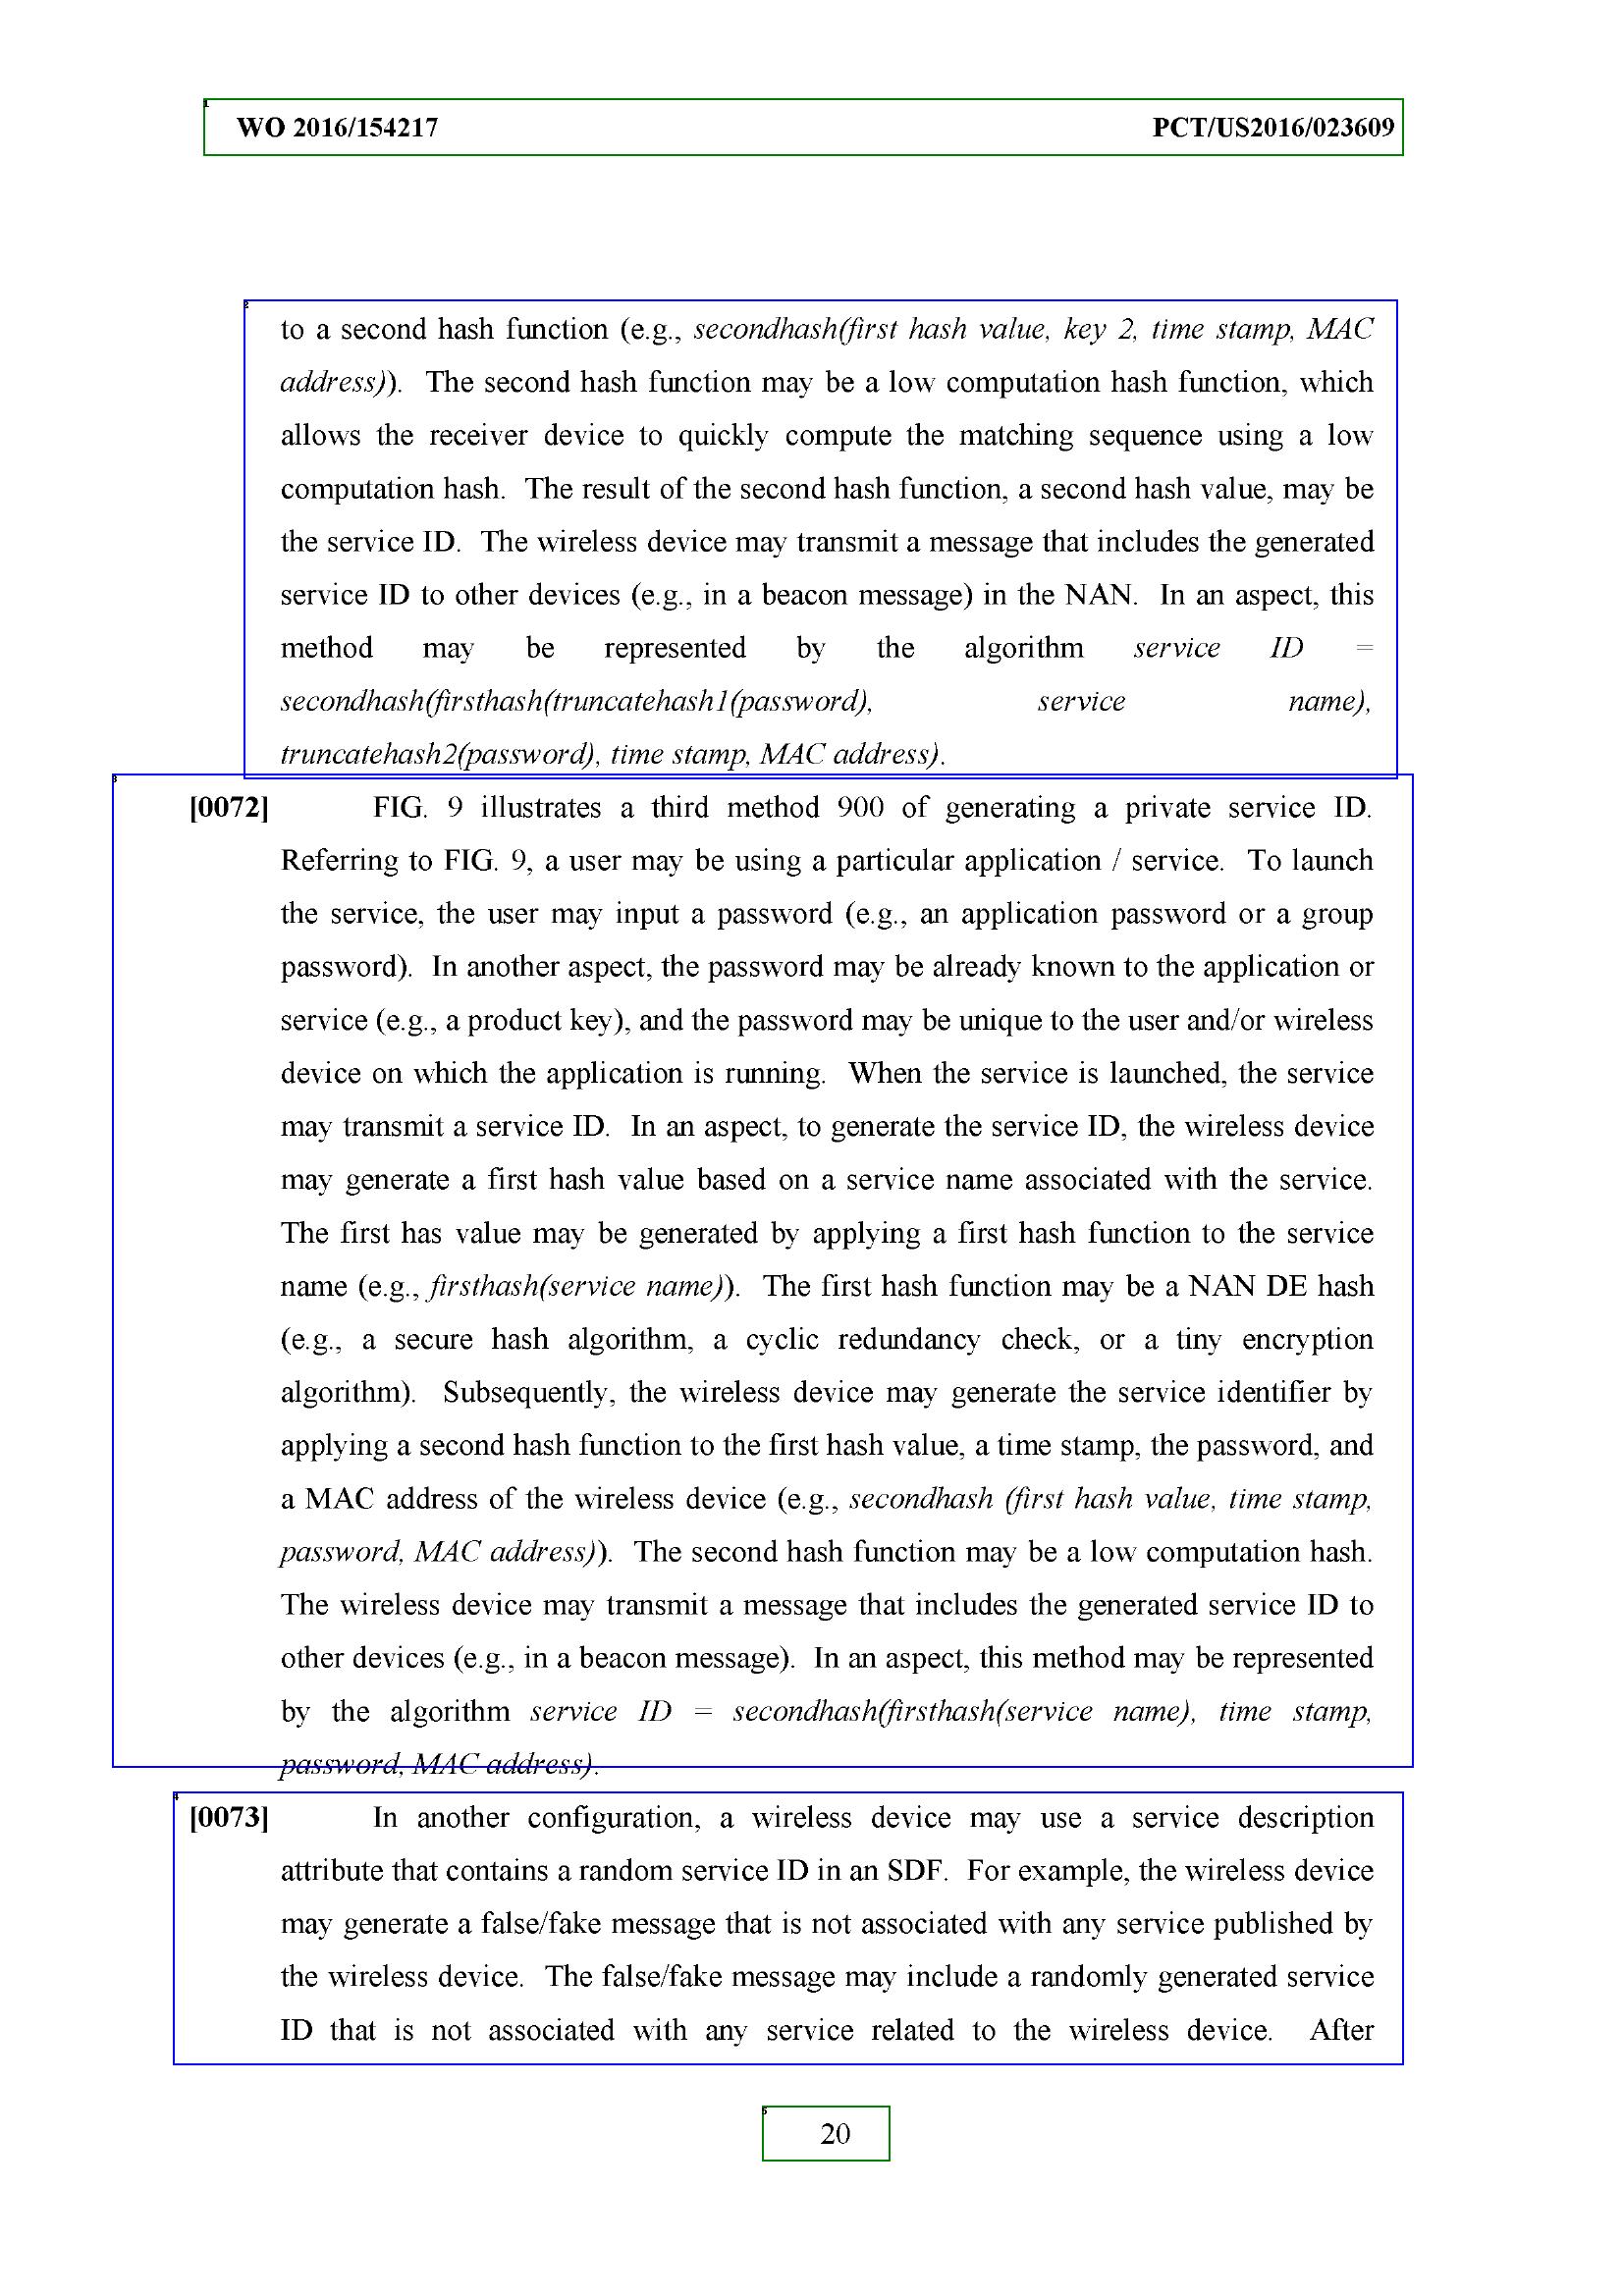 WO 2016/154217 PCT/US2016/023609
to a second hash function (e.g., secondhash(first hash value, key 2, time stamp, MAC
address)). The second hash function may be a low computation hash function, which
allows the receiver device to quickly compute the matching sequence using a low
computation hash. The result of the second hash function, a second hash value, may be
the service ID. The wireless device may transmit a message that includes the generated
service ID to other devices (e.g., in a beacon message) in the NAN. In an aspect, this
method may be represented by the algorithm service ID =
secondhash(firsthash(truncatehash1(password), service name),
truncatehash2(password), time stamp, MAC address).
[0072] FIG. 9 illustrates a third method 900 of generating a private service ID.
Referring to FIG. 9, a user may be using a particular application / service. To launch
the service, the user may input a password (e.g., an application password or a group
password). In another aspect, the password may be already known to the application or
service (e.g., a product key), and the password may be unique to the user and/or wireless
device on which the application is running. When the service is launched, the service
may transmit a service ID. In an aspect, to generate the service ID, the wireless device
may generate a first hash value based on a service name associated with the service.
The first has value may be generated by applying a first hash function to the service
name (e.g., firsthash(service name)). The first hash function may be a NAN DE hash
(e.g., a secure hash algorithm, a cyclic redundancy check, or a tiny encryption
algorithm). Subsequently, the wireless device may generate the service identifier by
applying a second hash function to the first hash value, a time stamp, the password, and
a MAC address of the wireless device (e.g., secondhash (first hash value, time stamp,
password, MAC address)). The second hash function may be a low computation hash.
The wireless device may transmit a message that includes the generated service ID to
other devices (e.g., in a beacon message). In an aspect, this method may be represented
by the algorithm service ID = secondhash(firsthash(service name), time stamp,
password, MAC address).
[0073] In another configuration, a wireless device may use a service description
attribute that contains a random service ID in an SDF. For example, the wireless device
may generate a false/fake message that is not associated with any service published by
the wireless device. The false/fake message may include a randomly generated service
ID that is not associated with any service related to the wireless device. After
20